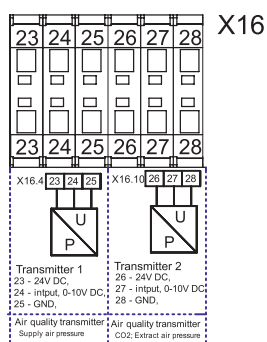 X16
23 24 25 26 27 28
23 24 25 26 27 28
X16.4 23 24 25
X16.10 26 27 28
U
P
U
P
Transmitter 1
23 - 24V DC,
24 - intput, 0-10V DC,
25 - GND,
Transmitter 2
26 - 24V DC,
27 - intput, 0-10V DC,
28 - GND,
Air quality transmitter
Supply air pressure
Air quality transmitter
CO2; Extract air pressure